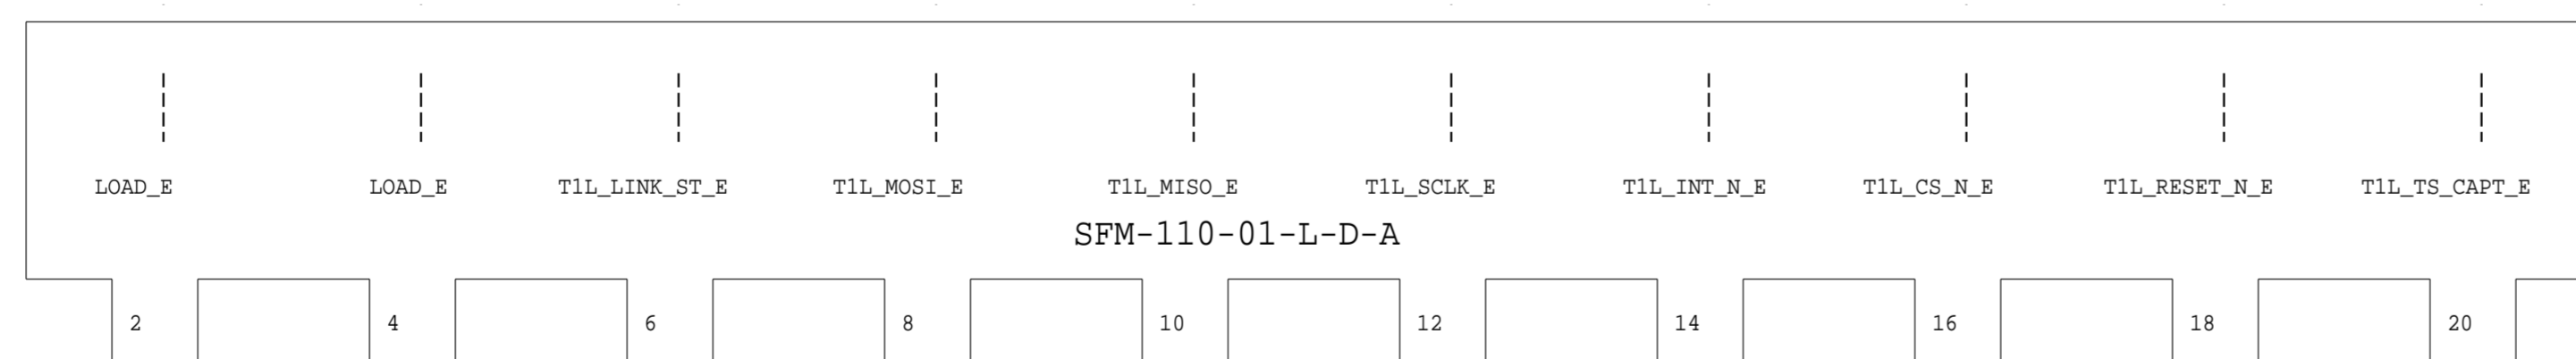 LOAD_E LOAD_E T1L_LINK_ST_E T1L_MOSI_E T1L_MISO_E T1L_SCLK_E T1L_INT_N_E T1L_CS_N_E T1L_RESET_N_E T1L_TS_CAPT_E
SFM-110-01-L-D-A
2 4 6 8 10 12 14 16 18 20